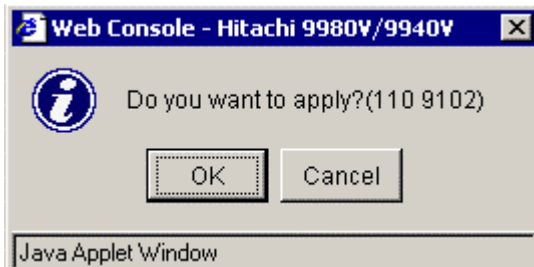 Web Console - Hitachi 9980V/9940V
Do you want to apply?(110 9102)
OK Cancel
Java Applet Window